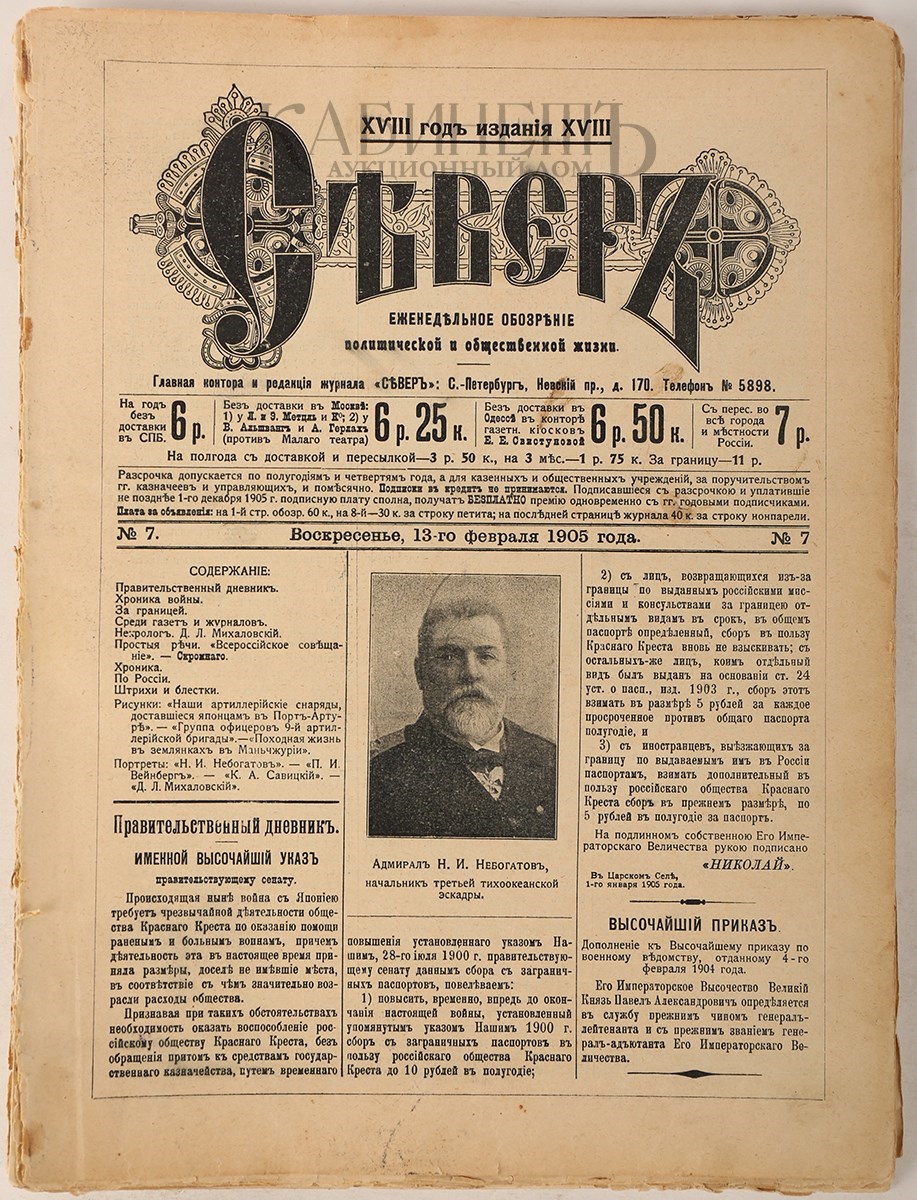 КАБИНЕТЪ
АУКЦИОННЫЙ ДОМ
XVIII годъ изданія XVIII
СѢВЕРЪ
ЕЖЕНЕДѢЛЬНОЕ ОБОЗРѢНІЕ
политической и общественной жизни.
Главная контора и редакція журнала «СѢВЕРЪ»: С.-Петербургъ, Невскій пр., д. 170. Телефонъ № 5898.
На годъ
безъ
доставки
въ СПБ.
6 р.
Безъ доставки въ Москвѣ:
1) у Л. и Э. Метцль и Кº; 2) у
В. Альшвангъ и А. Герлахъ
(противъ Малаго театра)
6 р. 25 к.
Безъ доставки въ
Одессѣ въ конторѣ
газетн. кіосковъ
Е. Е. Свистуновой
6 р. 50 к.
Съ перес. во
всѣ города
и мѣстности
Россіи.
7 р.
На полгода съ доставкой и пересылкой—3 р. 50 к., на 3 мѣс.—1 р. 75 к. За границу—11 р.
Разсрочка допускается по полугодіямъ и четвертямъ года, а для казенныхъ и общественныхъ учрежденій, за поручительствомъ
гг. казначеевъ и управляющихъ, и помѣсячно. Подписки въ кредитъ не принимаются. Подписавшіеся съ разсрочкою и уплатившіе
не позднѣе 1-го декабря 1905 г. подписную плату сполна, получатъ БЕЗПЛАТНО премію одновременно съ гг. годовыми подписчиками.
Плата за объявленія: на 1-й стр. обозр. 60 к., на 8-й—30 к. за строку петита; на послѣдней страницѣ журнала 40 к. за строку нонпарели.
№ 7.
Воскресенье, 13-го февраля 1905 года.
№ 7
СОДЕРЖАНІЕ:
Правительственный дневникъ.
Хроника войны.
За границей.
Среди газетъ и журналовъ.
Некрологъ. Д. Л. Михаловскій.
Простыя рѣчи. «Всероссійское совѣща-
ніе». — Скромнаго.
Хроника.
По Россіи.
Штрихи и блестки.
Рисунки: «Наши артиллерійскіе снаряды,
доставшіеся японцамъ въ Портъ-Арту-
рѣ». — «Группа офицеровъ 9-й артил-
лерійской бригады».—«Походная жизнь
въ землянкахъ въ Маньчжуріи».
Портреты: «Н. И. Небогатовъ». — «П. И.
Вейнбергъ». — «К. А. Савицкій». —
«Д. Л. Михаловскій».
Правительственный дневникъ.
ИМЕННОЙ ВЫСОЧАЙШІЙ УКАЗЪ
правительствующему сенату.
Происходящая нынѣ война съ Японіею
требуетъ чрезвычайной дѣятельности обще-
ства Краснаго Креста по оказанію помощи
раненымъ и больнымъ воинамъ, причемъ
дѣятельность эта въ настоящее время при-
няла размѣры, доселѣ не имѣвшіе мѣста,
въ соотвѣтствіе съ чѣмъ значительно воз-
расли расходы общества.
Признавая при такихъ обстоятельствахъ
необходимость оказать воспособленіе рос-
сійскому обществу Краснаго Креста, безъ
обращенія притомъ къ средствамъ государ-
ственнаго казначейства, путемъ временнаго
Адмиралъ Н. И. Небогатовъ,
начальникъ третьей тихоокеанской
эскадры.
повышенія установленнаго указомъ На-
шимъ, 28-го іюля 1900 г. правительствую-
щему сенату даннымъ сбора съ загранич-
ныхъ паспортовъ, повелѣваемъ:
1) повысить, временно, впредь до окон-
чанія настоящей войны, установленный
упомянутымъ указомъ Нашимъ 1900 г.
сборъ съ заграничныхъ паспортовъ въ
пользу россійскаго общества Краснаго
Креста до 10 рублей въ полугодіе;
2) съ лицъ, возвращающихся изъ-за
границы по выданнымъ россійскими мис-
сіями и консульствами за границею от-
дѣльнымъ видамъ въ срокъ, въ общемъ
паспортѣ опредѣленный, сборъ въ пользу
Краснаго Креста вновь не взыскивать; съ
остальныхъ-же лицъ, коимъ отдѣльный
видъ былъ выданъ на основаніи ст. 24
уст. о пасп., изд. 1903 г., сборъ этотъ
взимать въ размѣрѣ 5 рублей за каждое
просроченное противъ общаго паспорта
полугодіе, и
3) съ иностранцевъ, выѣзжающихъ за
границу по выдаваемымъ имъ въ Россіи
паспортамъ, взимать дополнительный въ
пользу россійскаго общества Краснаго
Креста сборъ въ прежнемъ размѣрѣ, по
5 рублей въ полугодіе за паспортъ.
На подлинномъ собственною Его Импе-
раторскаго Величества рукою подписано
«НИКОЛАЙ».
Въ Царскомъ Селѣ,
1-го января 1905 года.
ВЫСОЧАЙШІЙ ПРИКАЗЪ.
Дополненіе къ Высочайшему приказу по
военному вѣдомству, отданному 4-го
февраля 1904 года.
Его Императорское Высочество Великій
Князь Павелъ Александровичъ опредѣляется
въ службу прежнимъ чиномъ генералъ-
лейтенанта и съ прежнимъ званіемъ гене-
ралъ-адъютанта Его Императорскаго Ве-
личества.